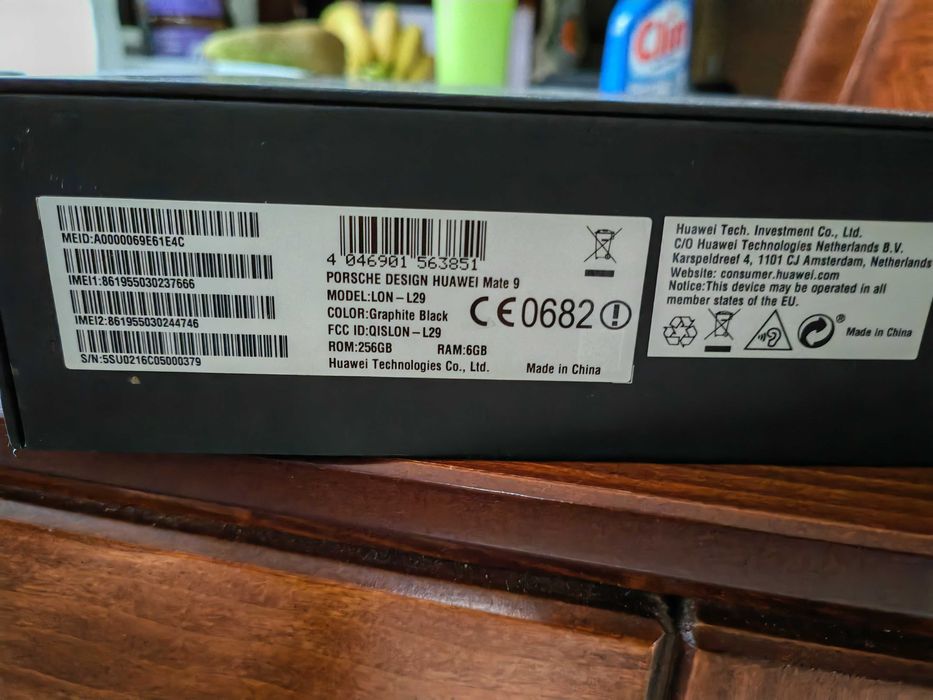 Clin
MEID:A0000069E61E4C
IMEI1:861955030237666
IMEI2:861955030244746
S/N:5SU0216C05000379
4 046901 563851
PORSCHE DESIGN HUAWEI Mate 9
MODEL:LON-L29
COLOR:Graphite Black
FCC ID:QISLON-L29
ROM:256GB RAM:6GB
Huawei Technologies Co., Ltd. Made in China
CE0682
Huawei Tech. Investment Co., Ltd.
C/O Huawei Technologies Netherlands B.V.
Karspeldreef 4, 1101 CJ Amsterdam, Netherlands
Website: consumer.huawei.com
Notice:This device may be operated in all
member states of the EU.
Made in China